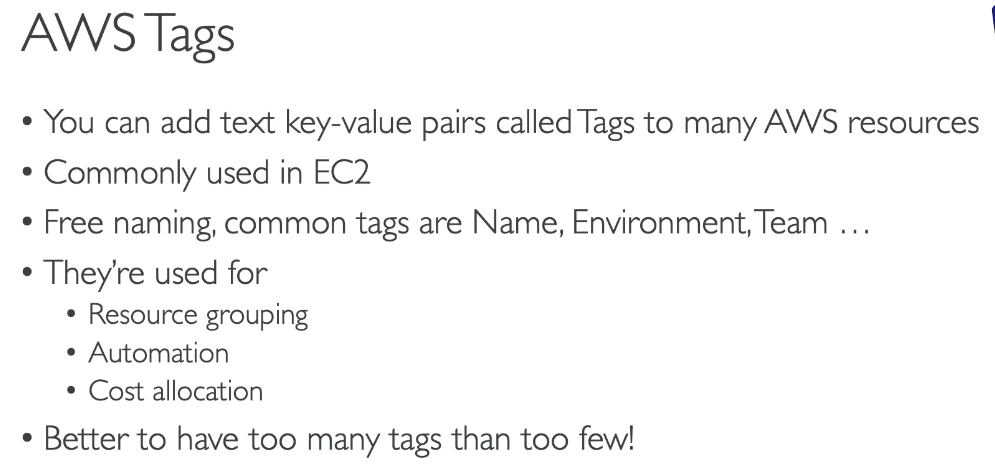 AWS Tags
• You can add text key-value pairs called Tags to many AWS resources
• Commonly used in EC2
• Free naming, common tags are Name, Environment, Team …
• They’re used for
• Resource grouping
• Automation
• Cost allocation
• Better to have too many tags than too few!